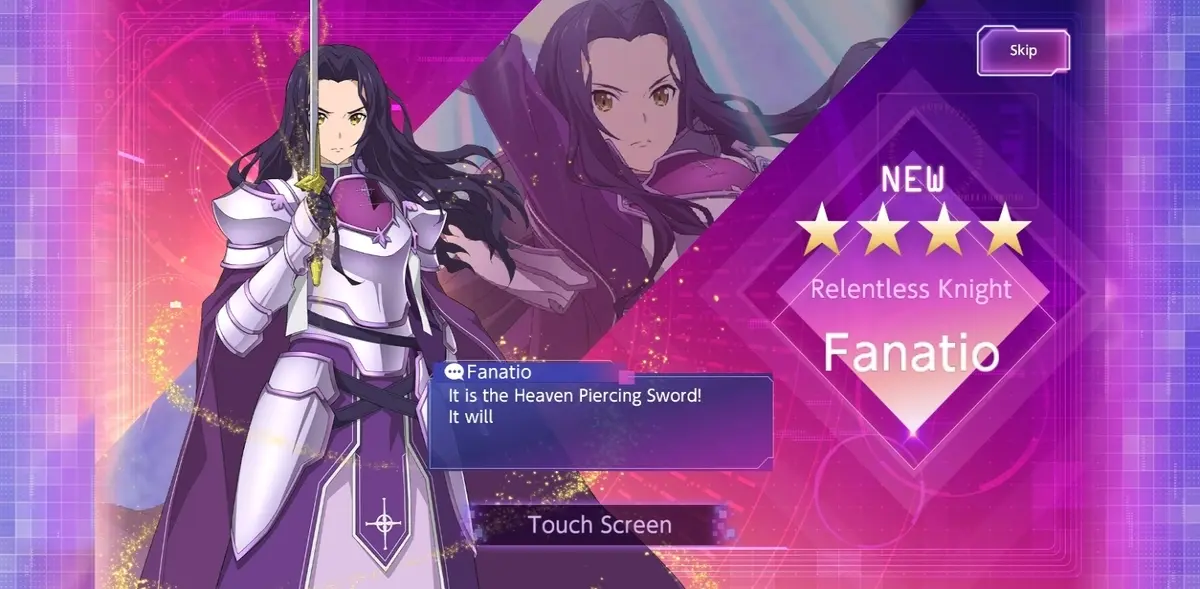 Skip
NEW
Relentless Knight
Fanatio
Fanatio
It is the Heaven Piercing Sword!
It will
Touch Screen